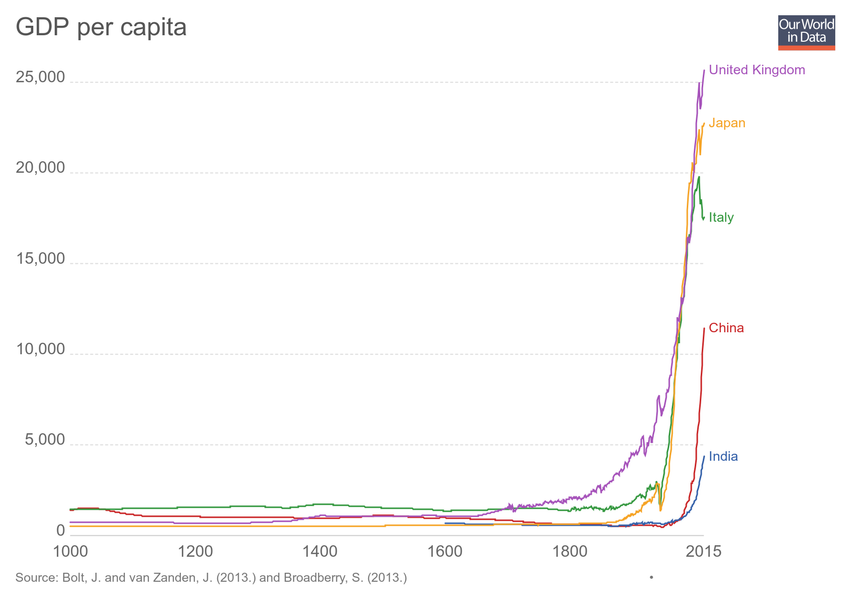 GDP per capita
Our World
in Data
25,000
United Kingdom
Japan
20,000
Italy
15,000
China
10,000
India
5,000
0
1000 1200 1400 1600 1800 2015
Source: Bolt, J. and van Zanden, J. (2013.) and Broadberry, S. (2013.) •